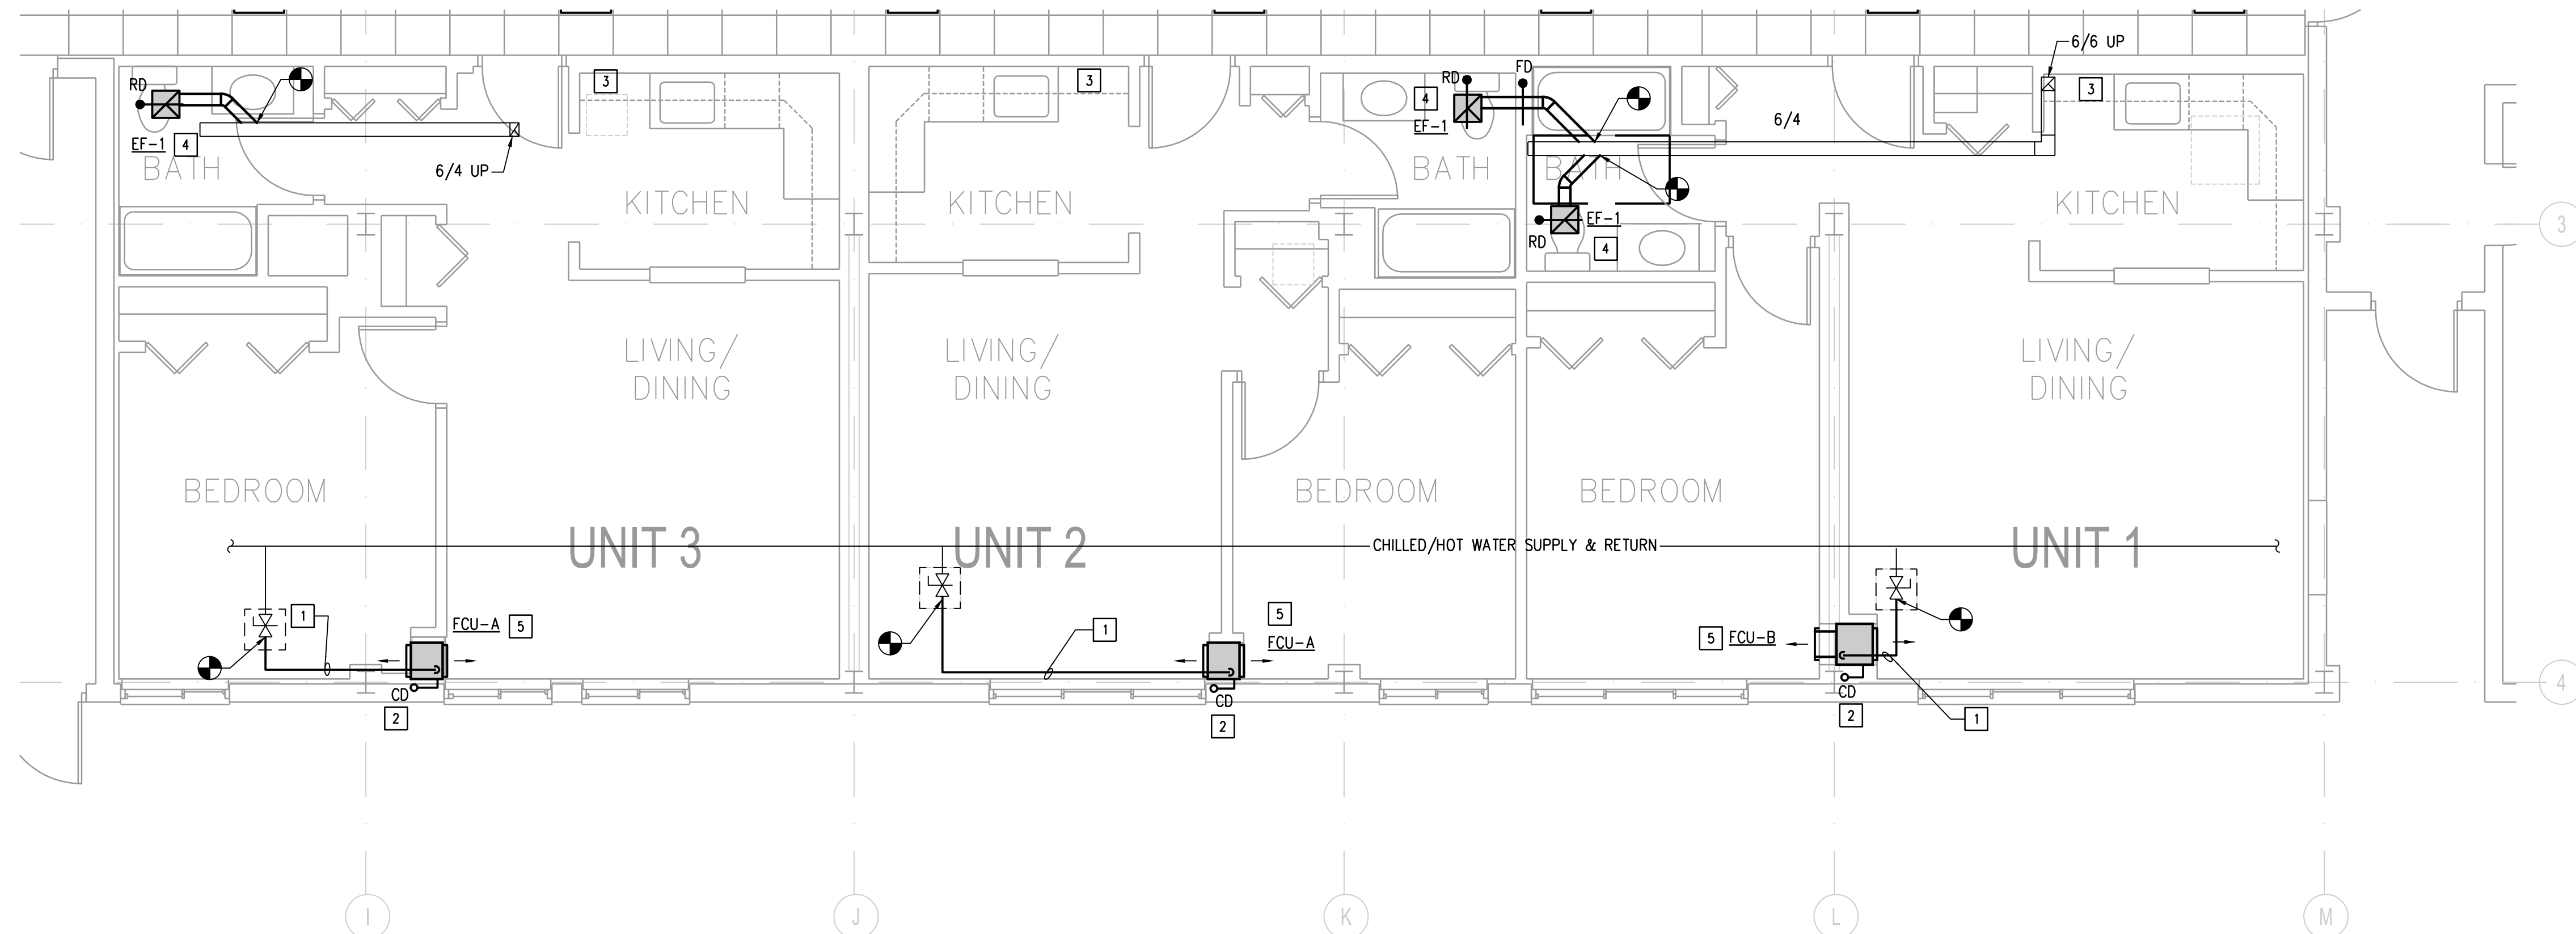 6/6 UP
RD
3
3
RD
FD
3
4
6/4
EF-1
EF-1
4
BATH
6/4 UP
BATH
BATH
KITCHEN
KITCHEN
KITCHEN
EF-1
RD
4
3
LIVING/
DINING
LIVING/
DINING
LIVING/
DINING
BEDROOM
BEDROOM
BEDROOM
UNIT 3
UNIT 2
CHILLED/HOT WATER SUPPLY & RETURN
UNIT 1
1
FCU-A
5
1
5
FCU-A
5
FCU-B
CD
2
CD
2
CD
2
1
4
I
J
K
L
M